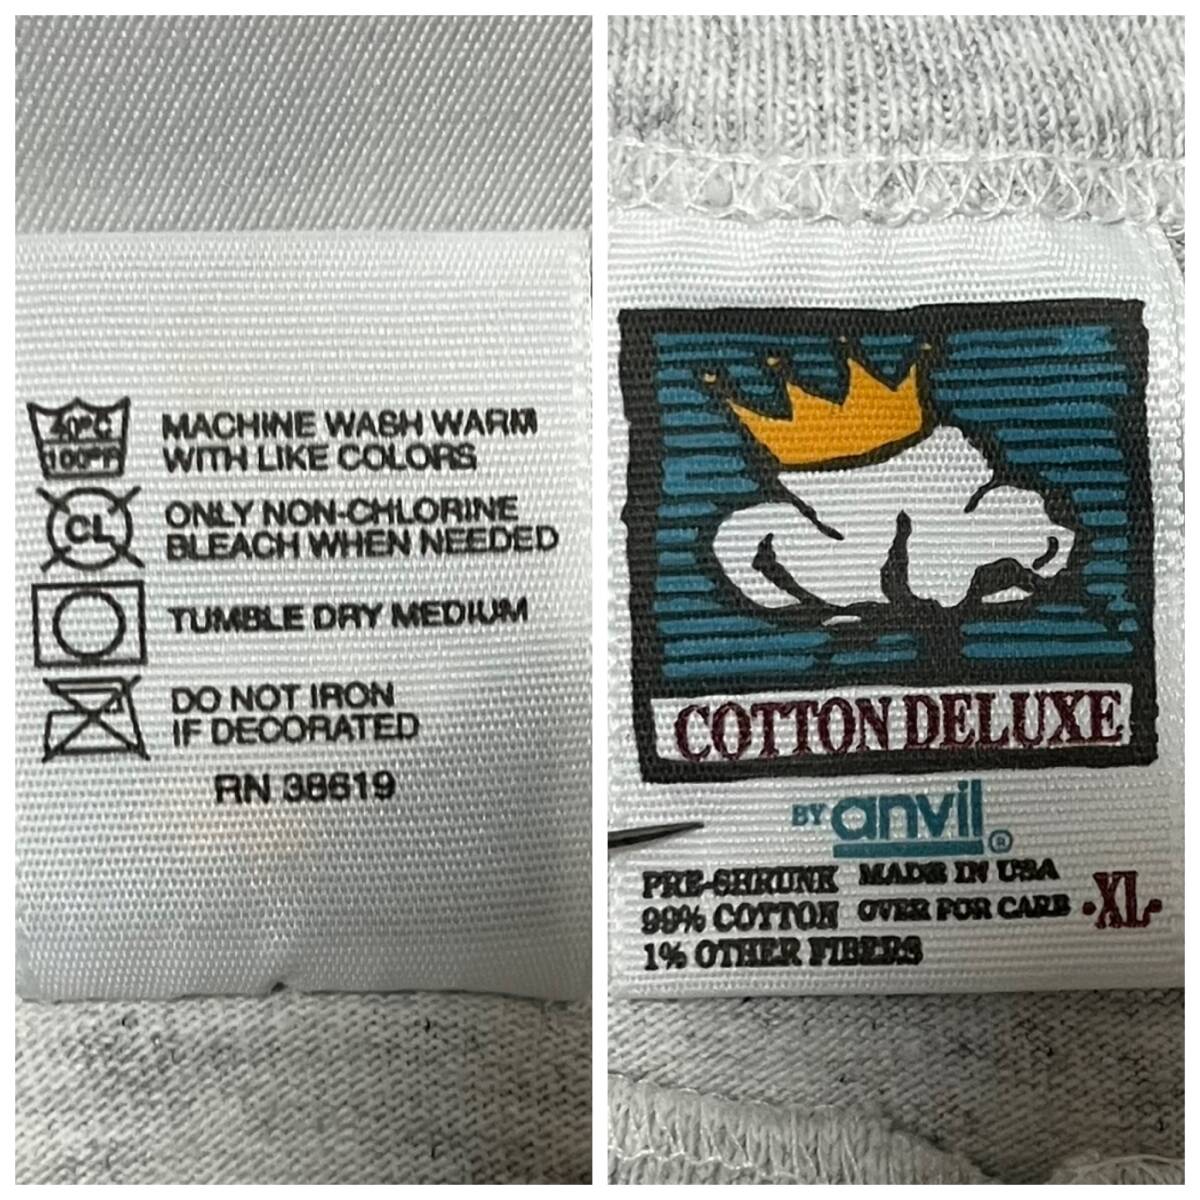 40°C
100°F
MACHINE WASH WARM
WITH LIKE COLORS
CL
ONLY NON-CHLORINE
BLEACH WHEN NEEDED
TUMBLE DRY MEDIUM
DO NOT IRON
IF DECORATED
RN 38619
COTTON DELUXE
BY anvil®
PRE-SHRUNK MADE IN USA
99% COTTON OVER FOR CARE ·XL·
1% OTHER FIBERS